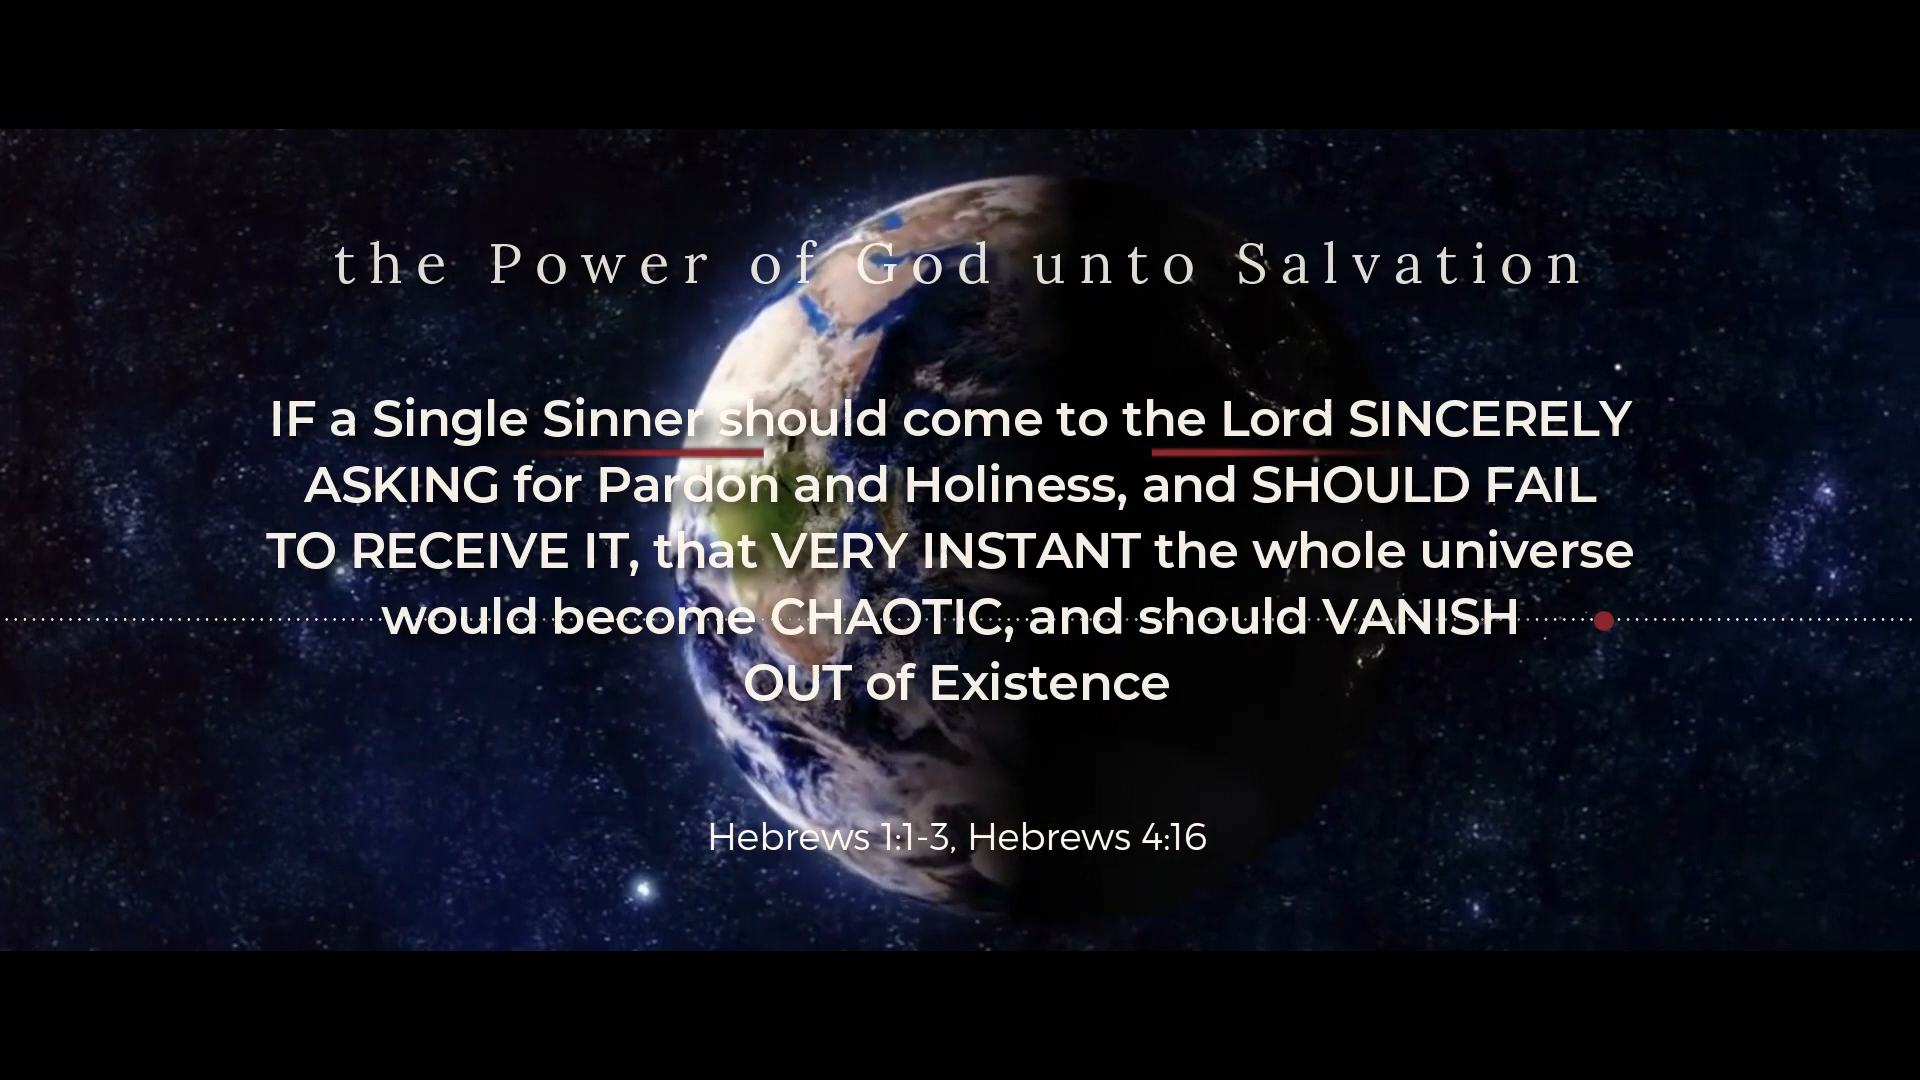 the Power of God unto Salvation
IF a Single Sinner should come to the Lord SINCERELY
ASKING for Pardon and Holiness, and SHOULD FAIL
TO RECEIVE IT, that VERY INSTANT the whole universe
would become CHAOTIC, and should VANISH
OUT of Existence
Hebrews 1:1-3, Hebrews 4:16